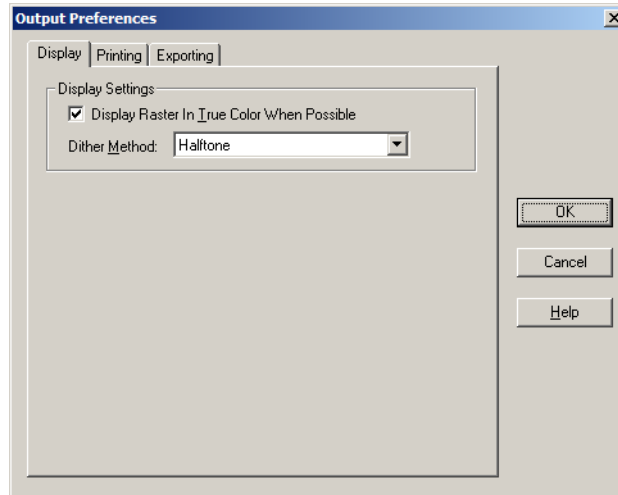 Output Preferences
Display Printing Exporting
Display Settings
Display Raster In True Color When Possible
Dither Method: Halftone
OK
Cancel
Help